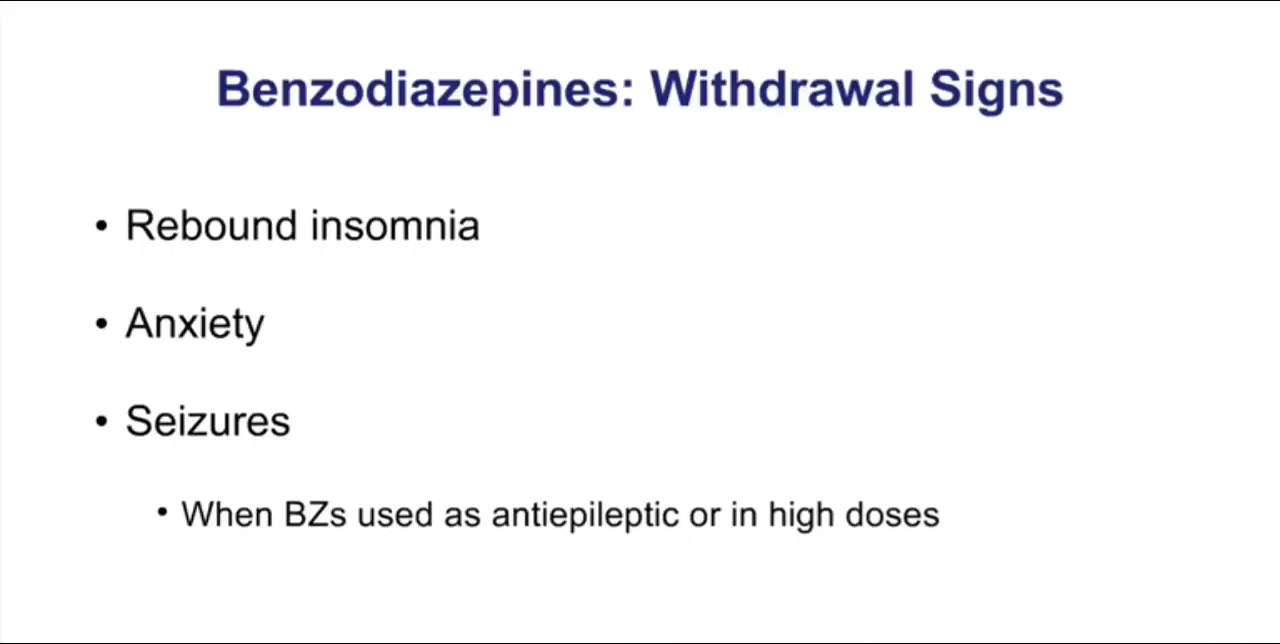 Benzodiazepines: Withdrawal Signs
• Rebound insomnia
• Anxiety
• Seizures
• When BZs used as antiepileptic or in high doses